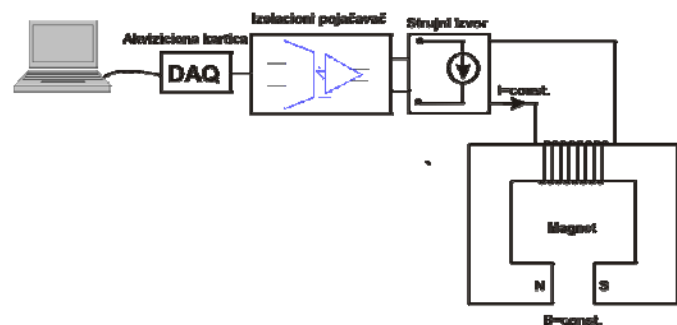 Akviziciona kartica
DAQ
Izolacioni pojačavač
Strujni izvor
I=const.
Magnet
N
S
B=const.